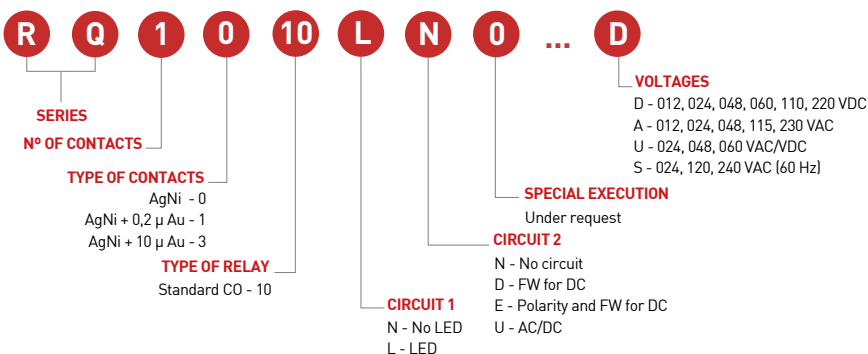 R Q 1 0 10 L N 0 ... D
SERIES
Nº OF CONTACTS
TYPE OF CONTACTS
AgNi - 0
AgNi + 0,2 µ Au - 1
AgNi + 10 µ Au - 3
TYPE OF RELAY
Standard CO - 10
CIRCUIT 1
N - No LED
L - LED
CIRCUIT 2
N - No circuit
D - FW for DC
E - Polarity and FW for DC
U - AC/DC
SPECIAL EXECUTION
Under request
VOLTAGES
D - 012, 024, 048, 060, 110, 220 VDC
A - 012, 024, 048, 115, 230 VAC
U - 024, 048, 060 VAC/VDC
S - 024, 120, 240 VAC (60 Hz)